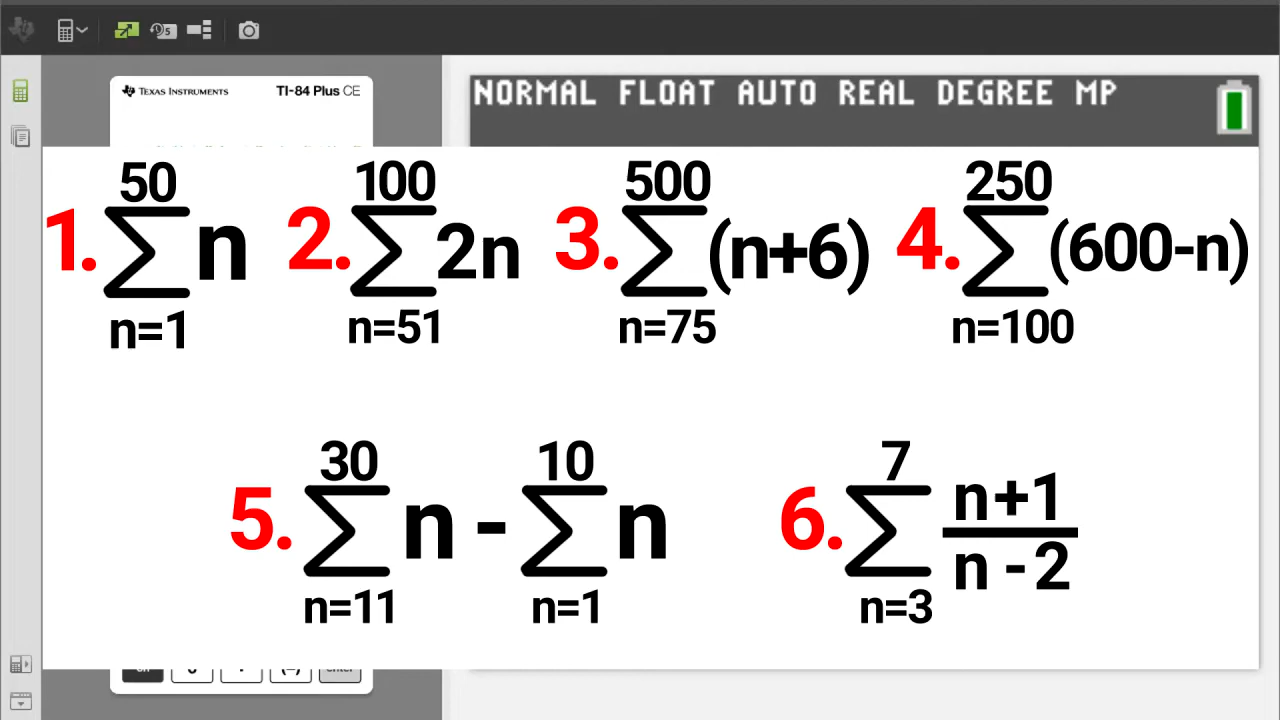 TEXAS INSTRUMENTS TI-84 Plus CE
NORMAL FLOAT AUTO REAL DEGREE MP
50 100 500 250
1. ∑ n 2. ∑ 2n 3. ∑ (n+6) 4. ∑ (600-n)
n=1 n=51 n=75 n=100
30 10 7
5. ∑ n - ∑ n 6. ∑ n+1
n - 2
n=11 n=1 n=3